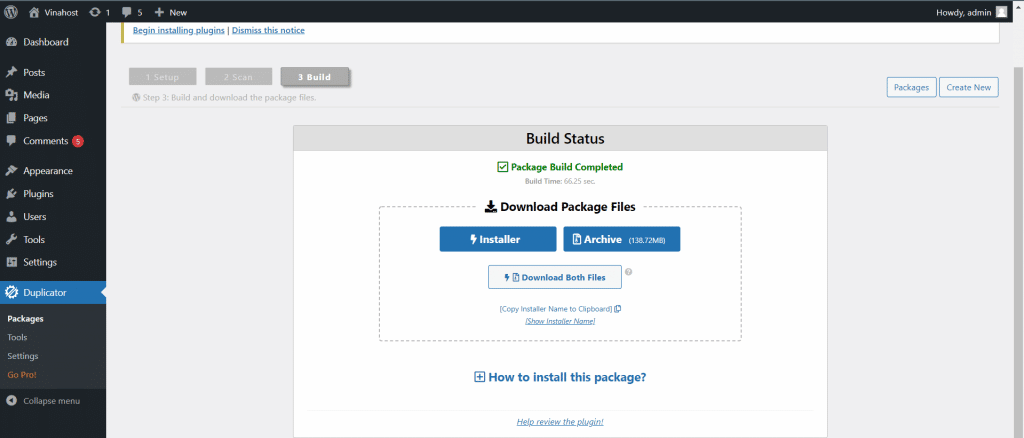 Vinahost 1 5 New Howdy, admin
Dashboard
Posts
Media
Pages
Comments 5
Appearance
Plugins
Users
Tools
Settings
Duplicator
Packages
Tools
Settings
Go Pro!
Collapse menu
Begin installing plugins | Dismiss this notice
1 Setup 2 Scan 3 Build
Step 3: Build and download the package files.
Packages Create New
Build Status
Package Build Completed
Build Time: 66.25 sec.
Download Package Files
Installer Archive (138.72MB)
Download Both Files ?
[Copy Installer Name to Clipboard]
[Show Installer Name]
How to install this package?
Help review the plugin!